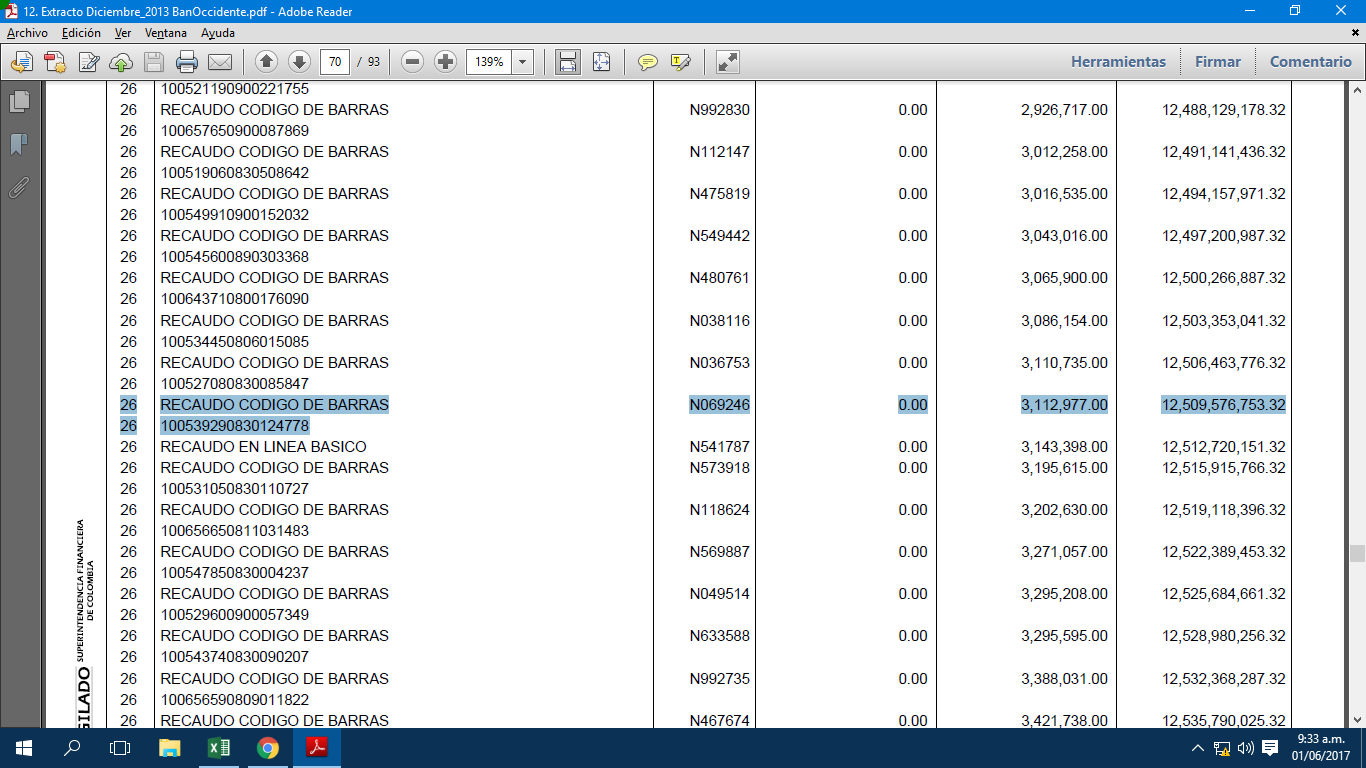 12. Extracto Diciembre_2013 BanOccidente.pdf - Adobe Reader
Archivo Edición Ver Ventana Ayuda
70 / 93 139% Herramientas Firmar Comentario
26 100521190900221755
26 RECAUDO CODIGO DE BARRAS N992830 0.00 2,926,717.00 12,488,129,178.32
26 100657650900087869
26 RECAUDO CODIGO DE BARRAS N112147 0.00 3,012,258.00 12,491,141,436.32
26 100519060830508642
26 RECAUDO CODIGO DE BARRAS N475819 0.00 3,016,535.00 12,494,157,971.32
26 100549910900152032
26 RECAUDO CODIGO DE BARRAS N549442 0.00 3,043,016.00 12,497,200,987.32
26 100545600890303368
26 RECAUDO CODIGO DE BARRAS N480761 0.00 3,065,900.00 12,500,266,887.32
26 100643710800176090
26 RECAUDO CODIGO DE BARRAS N038116 0.00 3,086,154.00 12,503,353,041.32
26 100534450806015085
26 RECAUDO CODIGO DE BARRAS N036753 0.00 3,110,735.00 12,506,463,776.32
26 100527080830085847
26 RECAUDO CODIGO DE BARRAS N069246 0.00 3,112,977.00 12,509,576,753.32
26 100539290830124778
26 RECAUDO EN LINEA BASICO N541787 0.00 3,143,398.00 12,512,720,151.32
26 RECAUDO CODIGO DE BARRAS N573918 0.00 3,195,615.00 12,515,915,766.32
26 100531050830110727
26 RECAUDO CODIGO DE BARRAS N118624 0.00 3,202,630.00 12,519,118,396.32
26 100656650811031483
26 RECAUDO CODIGO DE BARRAS N569887 0.00 3,271,057.00 12,522,389,453.32
26 100547850830004237
26 RECAUDO CODIGO DE BARRAS N049514 0.00 3,295,208.00 12,525,684,661.32
26 100529600900057349
26 RECAUDO CODIGO DE BARRAS N633588 0.00 3,295,595.00 12,528,980,256.32
26 100543740830090207
26 RECAUDO CODIGO DE BARRAS N992735 0.00 3,388,031.00 12,532,368,287.32
26 100656590809011822
26 RECAUDO CODIGO DE BARRAS N467674 0.00 3,421,738.00 12,535,790,025.32
GILADO SUPERINTENDENCIA FINANCIERA
DE COLOMBIA
9:33 a.m.
01/06/2017